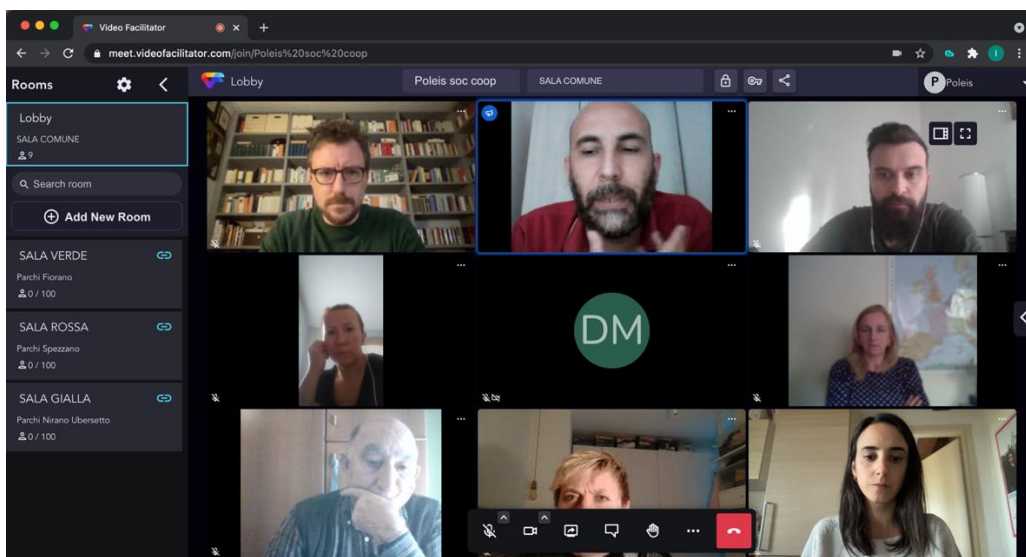 Video Facilitator
meet.videofacilitator.com/join/Poleis%20soc%20coop
I
Rooms
Lobby
Poleis soc coop
SALA COMUNE
P
Poleis
Lobby
SALA COMUNE
9
Search room
Add New Room
SALA VERDE
Parchi Fiorano
0 / 100
SALA ROSSA
Parchi Spezzano
0 / 100
SALA GIALLA
Parchi Nirano Ubersetto
0 / 100
DM